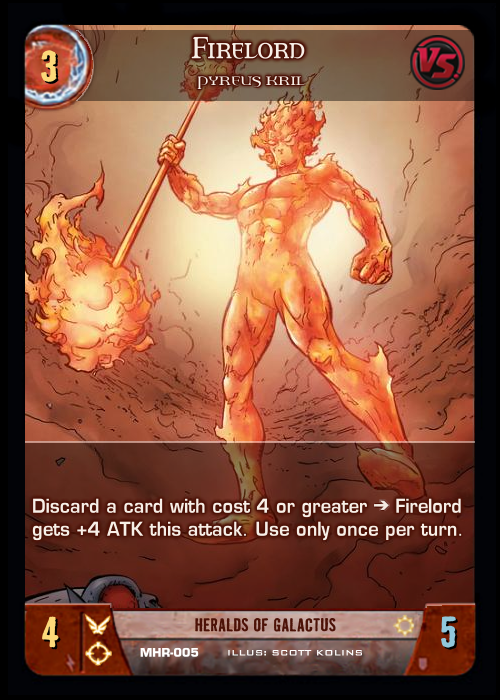 3
Firelord
VS
Pyreus Kril
Discard a card with cost 4 or greater ➔ Firelord
gets +4 ATK this attack. Use only once per turn.
4
HERALDS OF GALACTUS
5
MHR-005 ILLUS: SCOTT KOLINS